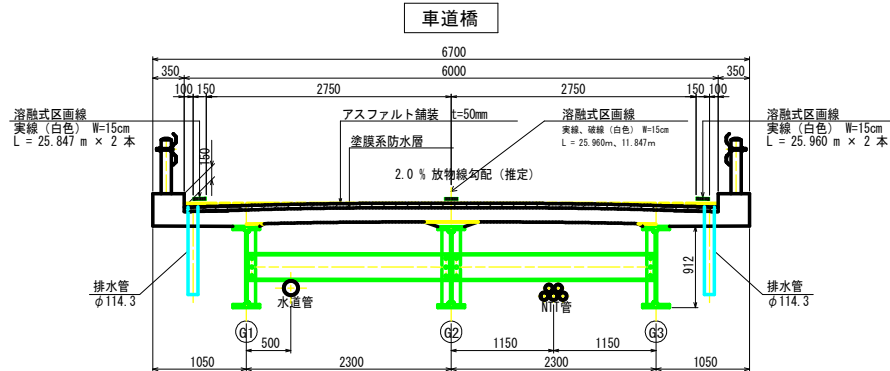 車道橋
6700
350
6000
350
100
150
2750
2750
150
100
溶融式区画線
実線（白色） W=15cm
L = 25.847 m × 2 本
アスファルト舗装 t=50mm
塗膜系防水層
溶融式区画線
実線、破線（白色） W=15cm
L = 25.960m、11.847m
溶融式区画線
実線（白色） W=15cm
L = 25.960 m × 2 本
150
2.0 % 放物線勾配（推定）
912
排水管
φ114.3
水道管
NTT管
排水管
φ114.3
G1
G2
G3
500
1150
1150
1050
2300
2300
1050